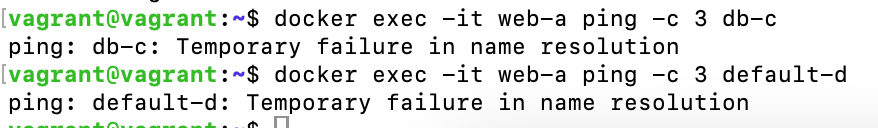 [vagrant@vagrant:~$ docker exec -it web-a ping -c 3 db-c
ping: db-c: Temporary failure in name resolution
[vagrant@vagrant:~$ docker exec -it web-a ping -c 3 default-d
ping: default-d: Temporary failure in name resolution
vagrant@vagrant:~$